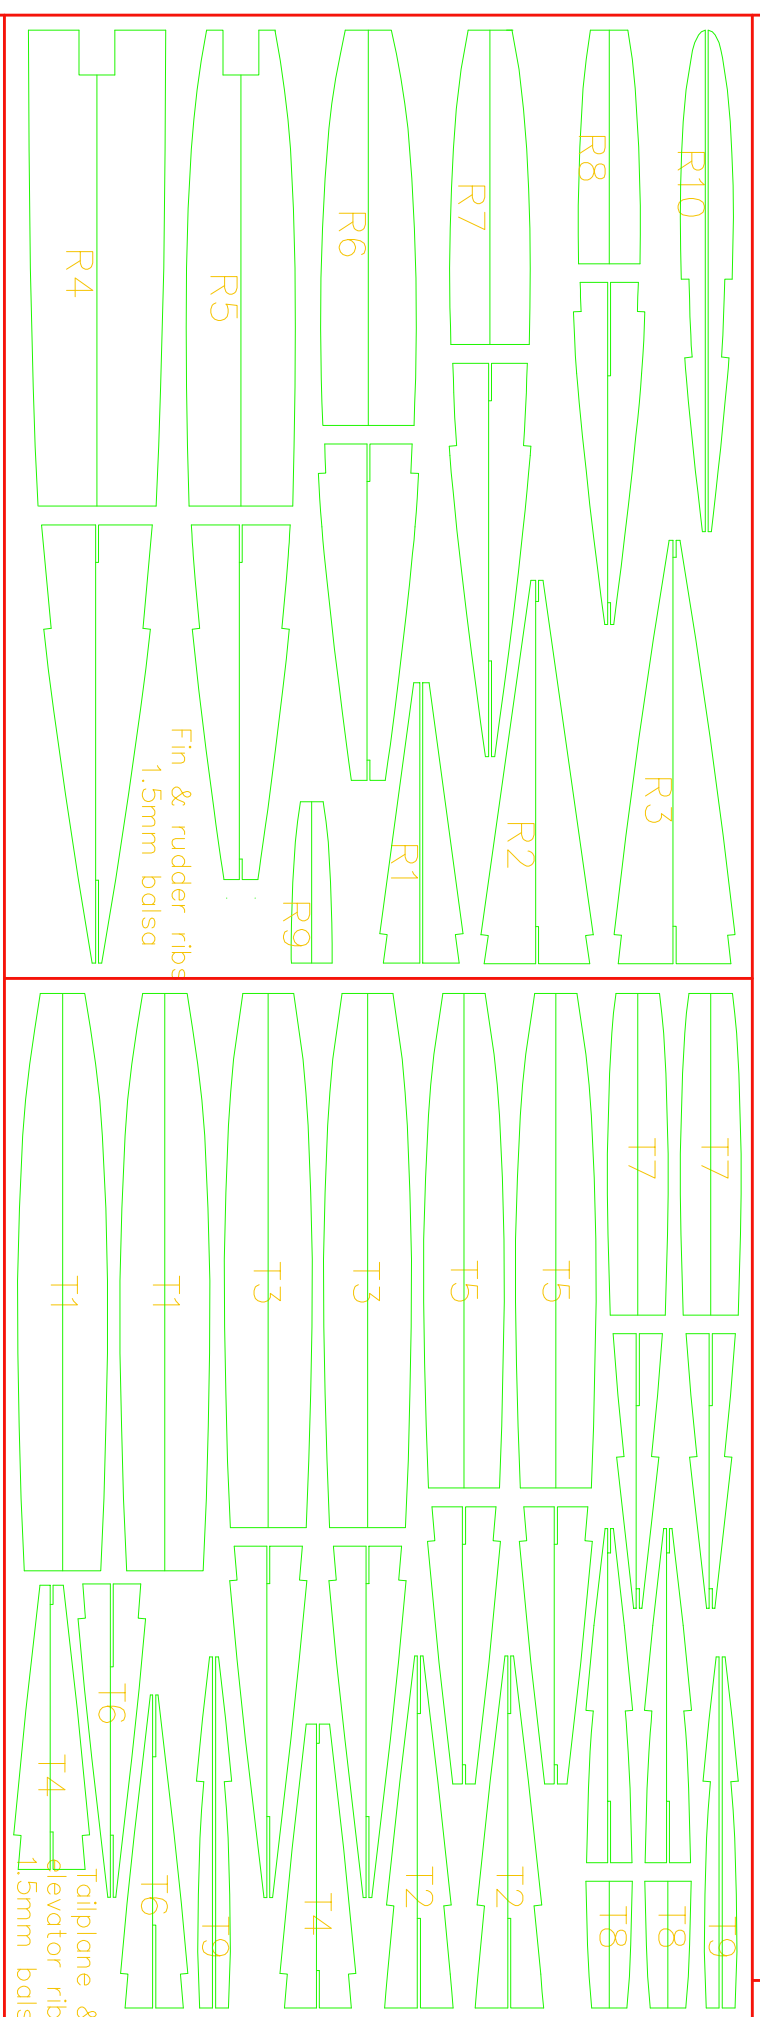 R4
R5
R6
R7
R8
R10
R3
R2
R1
R9
Fin & rudder ribs
1.5mm balsa
T1
T1
T3
T3
T5
T5
T7
T7
T4
T6
T6
T9
T4
T2
T2
T8
T8
T9
Tailplane &
elevator rib
1.5mm bals